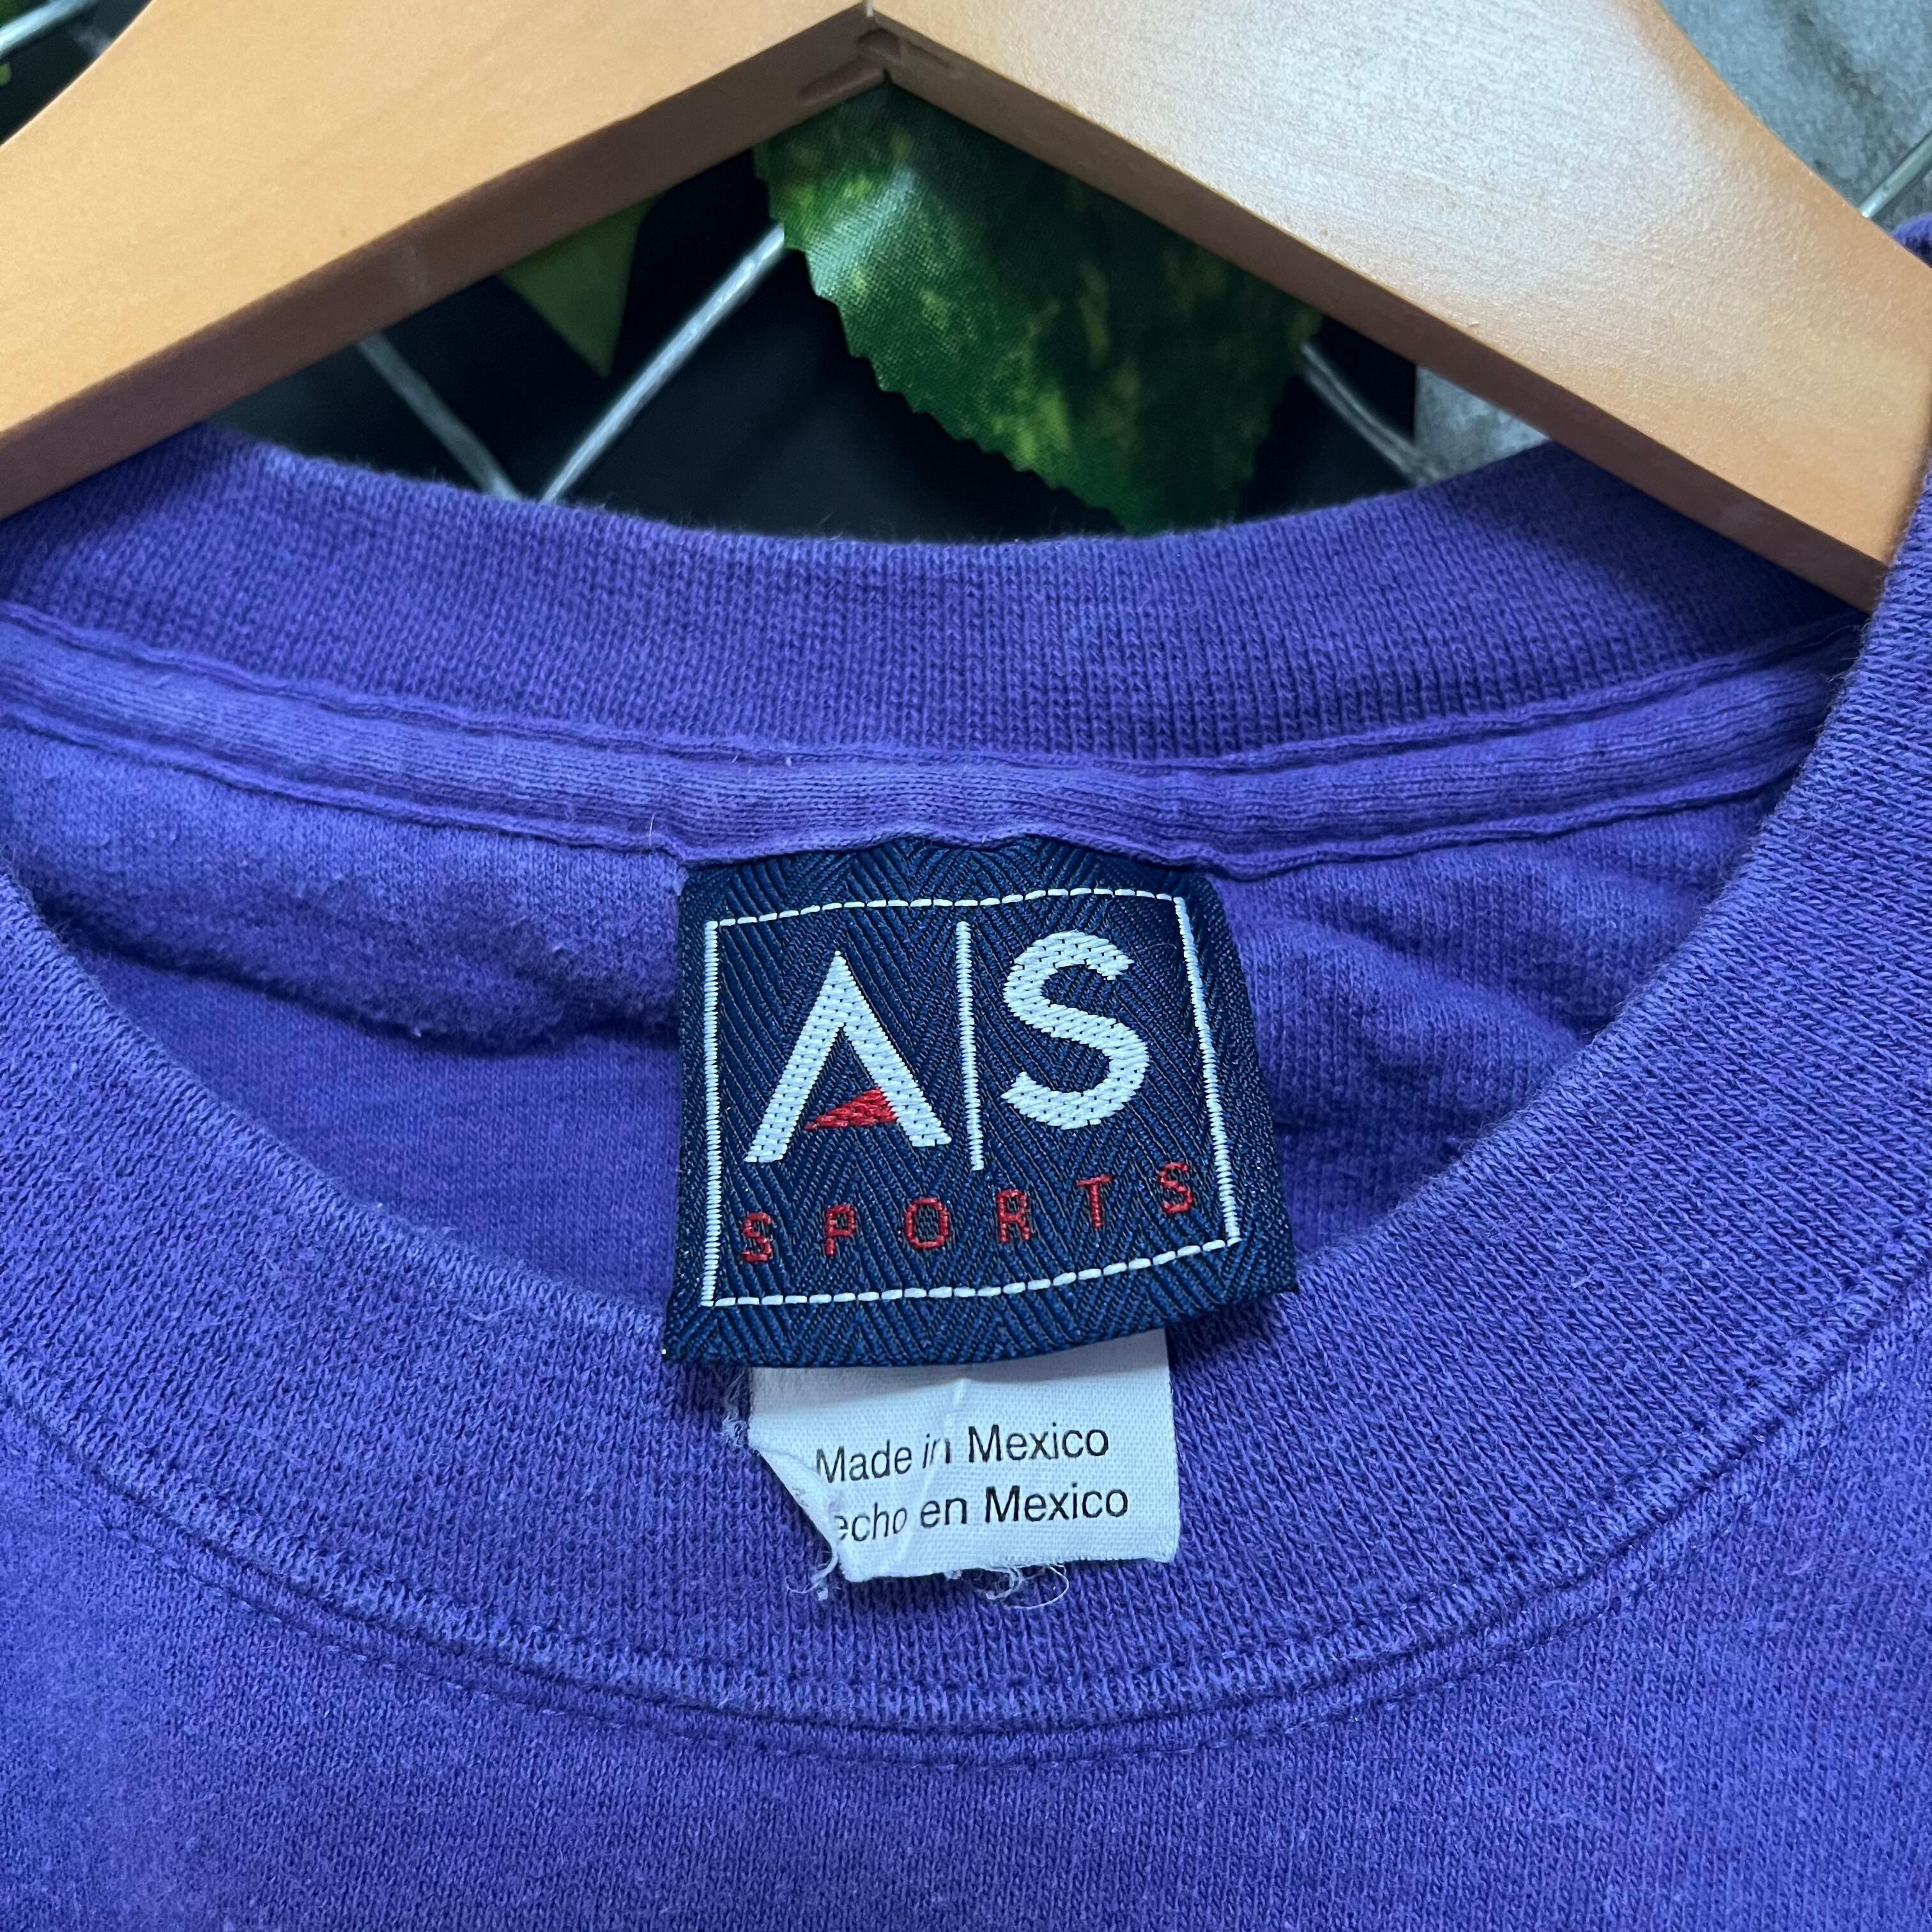 A|S
SPORTS
Made in Mexico
echo en Mexico